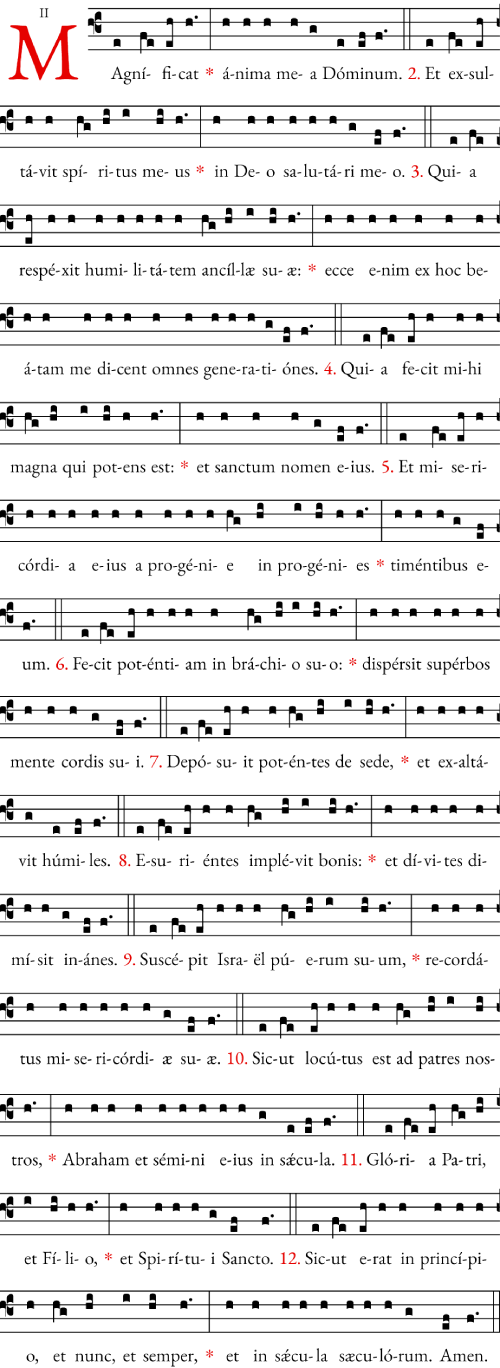 II
MAgní- fi-cat * á-nima me- a Dóminum. 2. Et ex-sul-
tá-vit spí- ri-tus me- us * in De- o sa-lu-tá-ri me- o. 3. Qui- a
respé-xit humi- li-tá-tem ancíl-læ su- æ: * ecce e-nim ex hoc be-
á-tam me di-cent omnes gene-ra-ti- ónes. 4. Qui- a fe-cit mi-hi
magna qui pot-ens est: * et sanctum nomen e-ius. 5. Et mi- se-ri-
córdi- a e-ius a pro-gé-ni- e in pro-gé-ni- es * timéntibus e-
um. 6. Fe-cit pot-énti- am in brá-chi- o su-o: * dispérsit supérbos
mente cordis su- i. 7. Depó- su- it pot-én-tes de sede, * et ex-altá-
vit húmi-les. 8. E-su- ri- éntes implé-vit bonis: * et dí-vi-tes di-
mí-sit in-ánes. 9. Suscé- pit Isra- ël pú- e-rum su-um, * re-cordá-
tus mi-se-ri-córdi- æ su- æ. 10. Sic-ut locú-tus est ad patres nos-
tros, * Abraham et sémi-ni e-ius in sǽcu-la. 11. Gló-ri- a Pa-tri,
et Fí-li- o, * et Spi-rí-tu- i Sancto. 12. Sic-ut e-rat in princí-pi-
o, et nunc, et semper, * et in sǽcu-la sæcu-ló-rum. Amen.